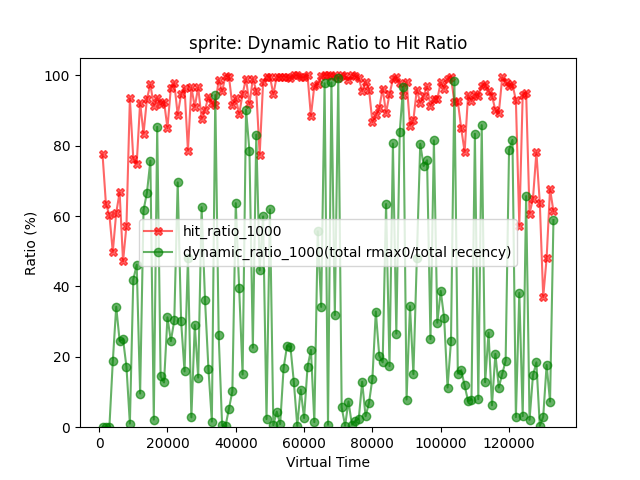 sprite: Dynamic Ratio to Hit Ratio
100
80
60
40
20
0
Ratio (%)
hit_ratio_1000
dynamic_ratio_1000(total rmax0/total recency)
0
20000
40000
60000
80000
100000
120000
Virtual Time